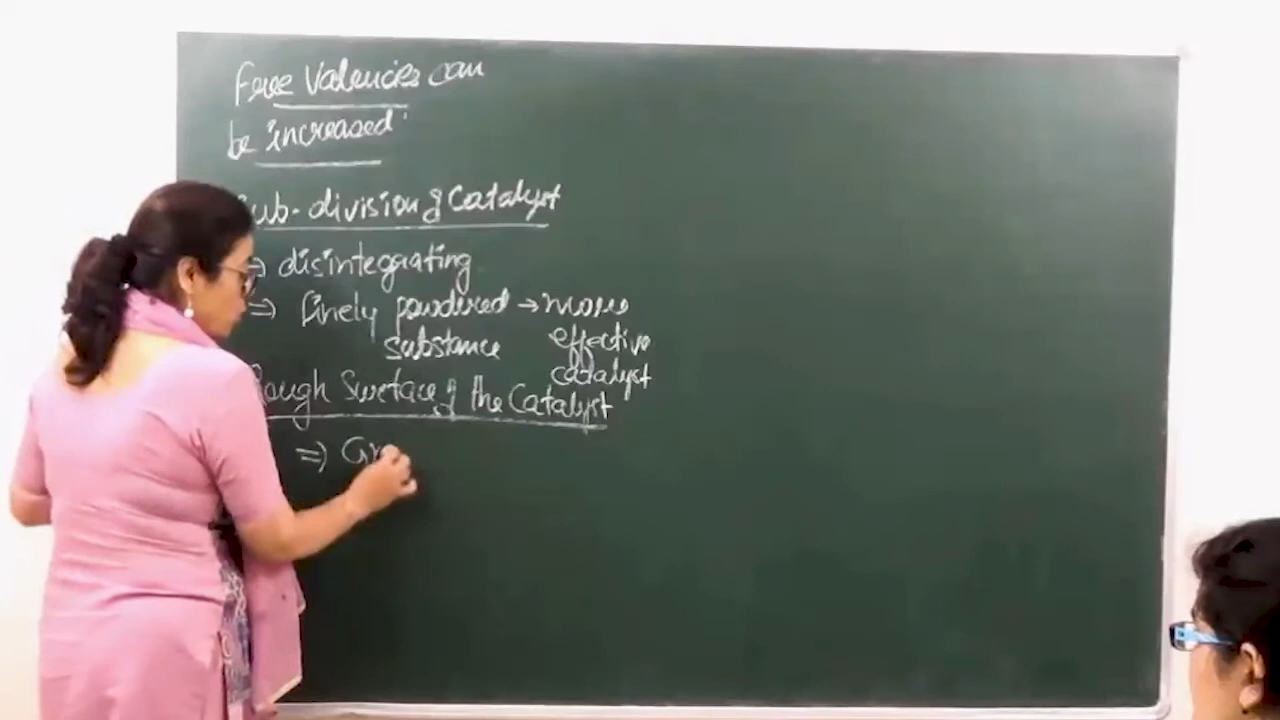 Free Valencies can
be increased
Sub-division of Catalyst
⇒ disintegrating
⇒ finely powdered → more
substance effective
catalyst
Rough Surface of the Catalyst
⇒ Gr